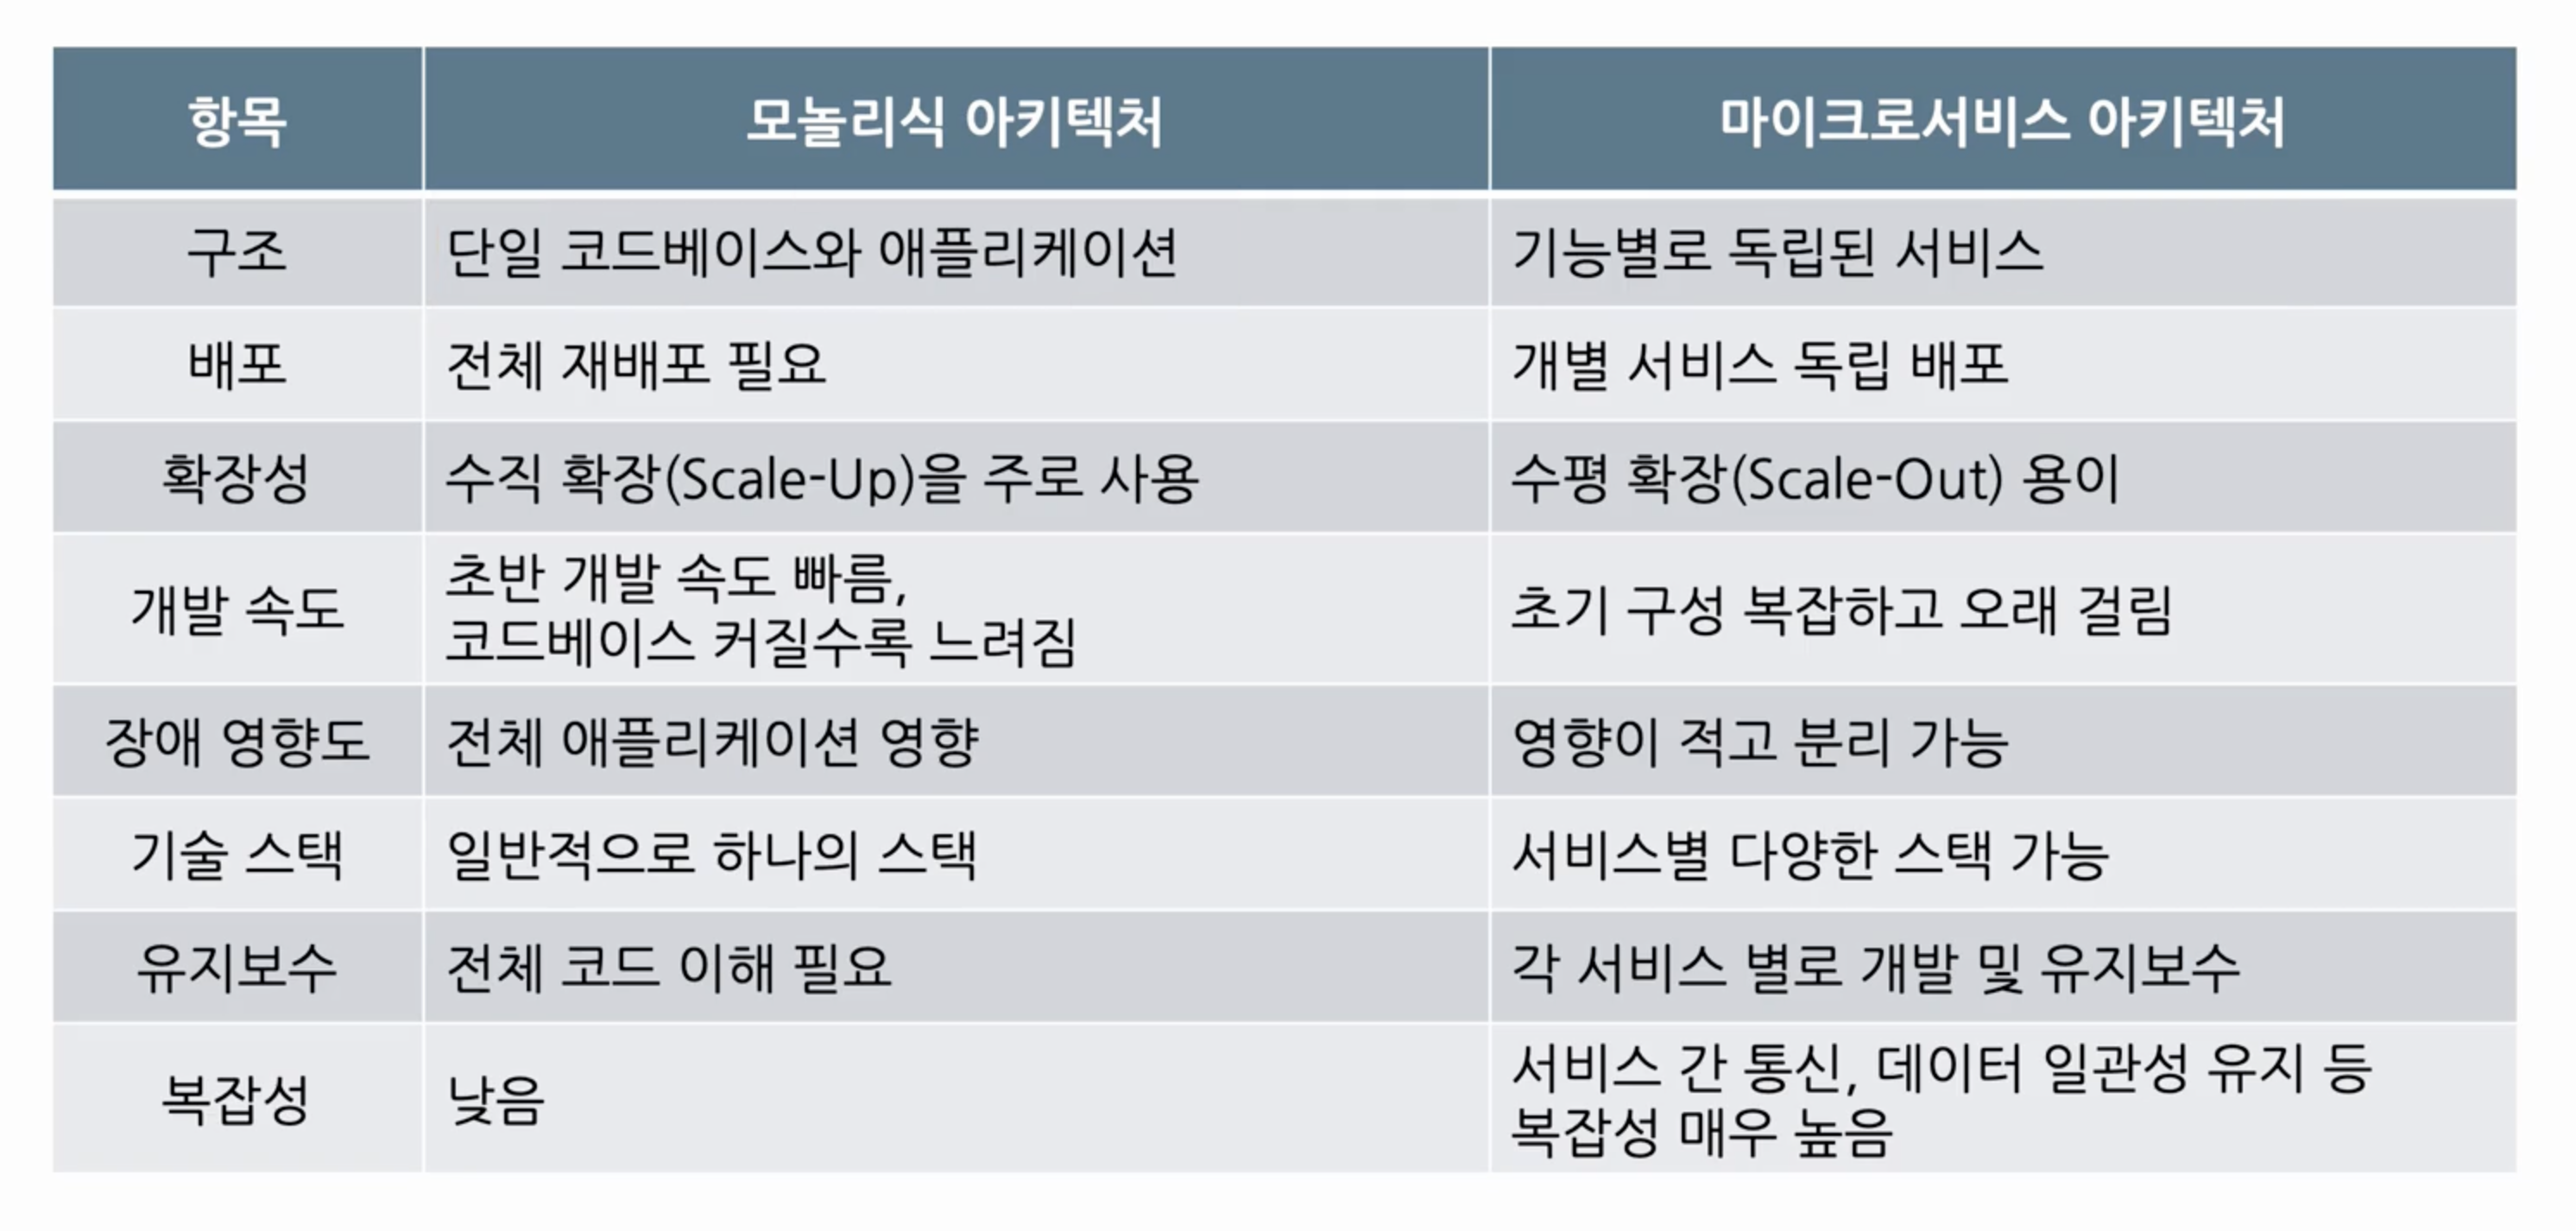 항목 모놀리식 아키텍처 마이크로서비스 아키텍처
구조 단일 코드베이스와 애플리케이션 기능별로 독립된 서비스
배포 전체 재배포 필요 개별 서비스 독립 배포
확장성 수직 확장(Scale-Up)을 주로 사용 수평 확장(Scale-Out) 용이
개발 속도 초반 개발 속도 빠름,
코드베이스 커질수록 느려짐 초기 구성 복잡하고 오래 걸림
장애 영향도 전체 애플리케이션 영향 영향이 적고 분리 가능
기술 스택 일반적으로 하나의 스택 서비스별 다양한 스택 가능
유지보수 전체 코드 이해 필요 각 서비스 별로 개발 및 유지보수
복잡성 낮음 서비스 간 통신, 데이터 일관성 유지 등
복잡성 매우 높음